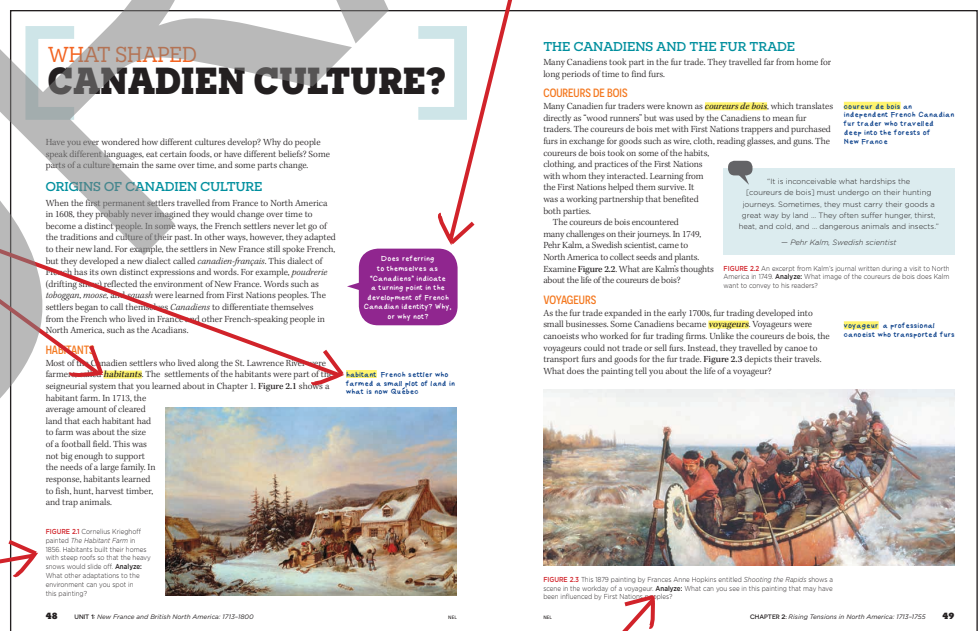 WHAT SHAPED
CANADIEN CULTURE?
Have you ever wondered how different cultures develop? Why do people
speak different languages, eat certain foods, or have different beliefs? Some
parts of a culture remain the same over time, and some parts change.
ORIGINS OF CANADIEN CULTURE
When the first permanent settlers travelled from France to North America
in 1608, they probably never imagined they would change over time to
become a distinct people. In some ways, the French settlers never let go of
the traditions and culture of their past. In other ways, however, they adapted
to their new land. For example, the settlers in New France still spoke French,
but they developed a new dialect called canadien-français. This dialect of
French has its own distinct expressions and words. For example, poudrerie
(drifting snow) reflected the environment of New France. Words such as
toboggan, moose, and squash were learned from First Nations peoples. The
settlers began to call themselves Canadiens to differentiate themselves
from the French who lived in France and other French-speaking people in
North America, such as the Acadians.
Does referring
to themselves as
"Canadiens" indicate
a turning point in the
development of French
Canadian identity? Why,
or why not?
HABITANTS
Most of the Canadien settlers who lived along the St. Lawrence River were
farmers called habitants. The settlements of the habitants were part of the
seigneurial system that you learned about in Chapter 1. Figure 2.1 shows a
habitant farm. In 1713, the
average amount of cleared
land that each habitant had
to farm was about the size
of a football field. This was
not big enough to support
the needs of a large family. In
response, habitants learned
to fish, hunt, harvest timber,
and trap animals.
habitant French settler who
farmed a small plot of land in
what is now Québec
FIGURE 2.1 Cornelius Krieghoff
painted The Habitant Farm in
1856. Habitants built their homes
with steep roofs so that the heavy
snows would slide off. Analyze:
What other adaptations to the
environment can you spot in
this painting?
48 UNIT 1: New France and British North America: 1713–1800
NEL
THE CANADIENS AND THE FUR TRADE
Many Canadiens took part in the fur trade. They travelled far from home for
long periods of time to find furs.
COUREURS DE BOIS
Many Canadien fur traders were known as coureurs de bois, which translates
directly as “wood runners” but was used by the Canadiens to mean fur
traders. The coureurs de bois met with First Nations trappers and purchased
furs in exchange for goods such as wire, cloth, reading glasses, and guns. The
coureurs de bois took on some of the habits,
clothing, and practices of the First Nations
with whom they interacted. Learning from
the First Nations helped them survive. It
was a working partnership that benefited
both parties.
The coureurs de bois encountered
many challenges on their journeys. In 1749,
Pehr Kalm, a Swedish scientist, came to
North America to collect seeds and plants.
Examine Figure 2.2. What are Kalm's thoughts
about the life of the coureurs de bois?
coureur de bois an
independent French Canadian
fur trader who travelled
deep into the forests of
New France
“It is inconceivable what hardships the
[coureurs de bois] must undergo on their hunting
journeys. Sometimes, they must carry their goods a
great way by land ... They often suffer hunger, thirst,
heat, and cold, and ... dangerous animals and insects.”
— Pehr Kalm, Swedish scientist
FIGURE 2.2 An excerpt from Kalm's journal written during a visit to North
America in 1749. Analyze: What image of the coureurs de bois does Kalm
want to convey to his readers?
VOYAGEURS
As the fur trade expanded in the early 1700s, fur trading developed into
small businesses. Some Canadiens became voyageurs. Voyageurs were
canoeists who worked for fur trading firms. Unlike the coureurs de bois, the
voyageurs could not trade or sell furs. Instead, they travelled by canoe to
transport furs and goods for the fur trade. Figure 2.3 depicts their travels.
What does the painting tell you about the life of a voyageur?
voyageur a professional
canoeist who transported furs
FIGURE 2.3 This 1879 painting by Frances Anne Hopkins entitled Shooting the Rapids shows a
scene in the workday of a voyageur. Analyze: What can you see in this painting that may have
been influenced by First Nations peoples?
NEL
CHAPTER 2: Rising Tensions in North America: 1713–1755 49